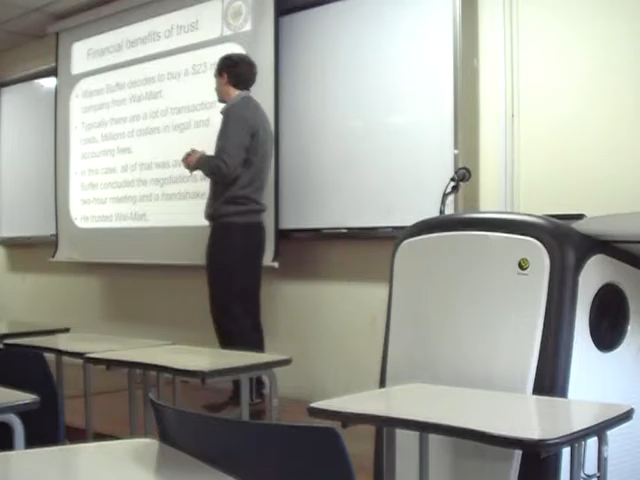 Financial benefits of trust
• Warren Buffet decides to buy a $23
company from Wal-Mart.
• Typically there are a lot of transaction
costs. Millions of dollars in legal and
accounting fees.
• In this case, all of that was
Buffet concluded the negotiations
two-hour meeting and a handshake
• He trusted Wal-Mart.